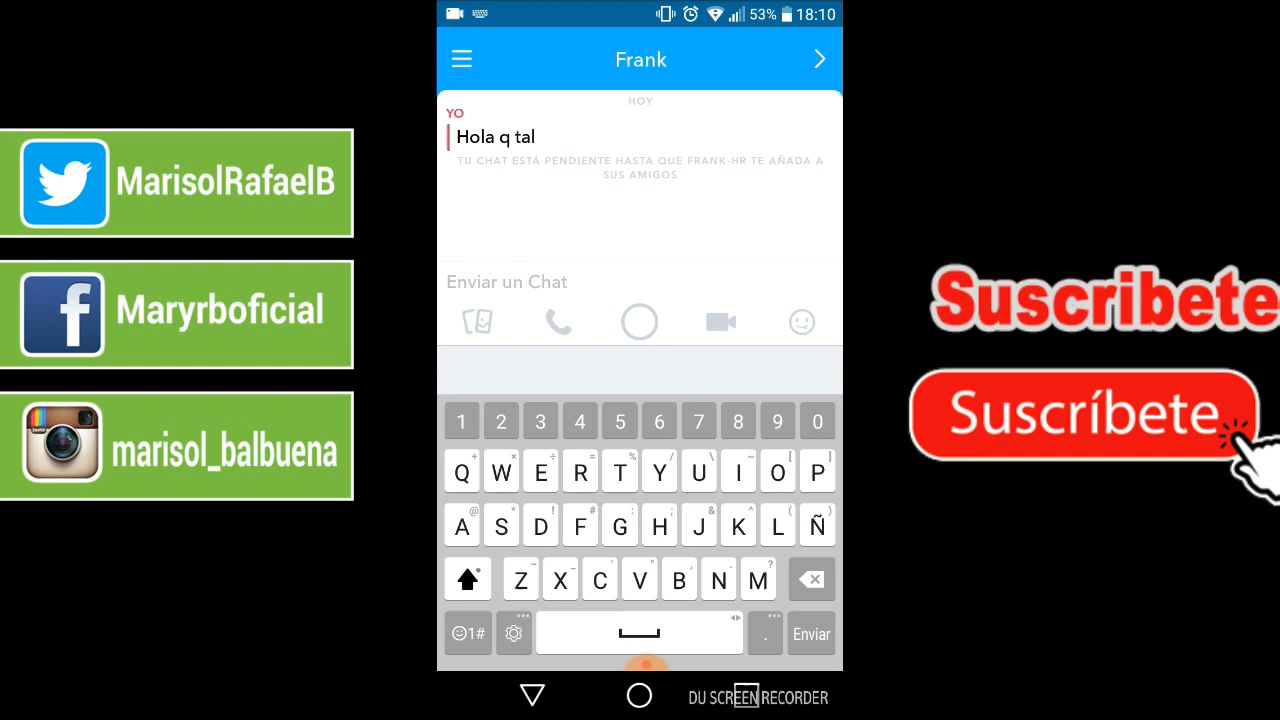 53% 18:10
Frank
HOY
YO
Hola q tal
TU CHAT ESTÁ PENDIENTE HASTA QUE FRANK-HR TE AÑADA A
SUS AMIGOS
Enviar un Chat
1 2 3 4 5 6 7 8 9 0
Q W E R T Y U I O P
A S D F G H J K L Ñ
Z X C V B N M
☺1# . Enviar
DU SCREEN RECORDER
MarisolRafaelB
Maryrboficial
marisol_balbuena
Suscribete
Suscríbete